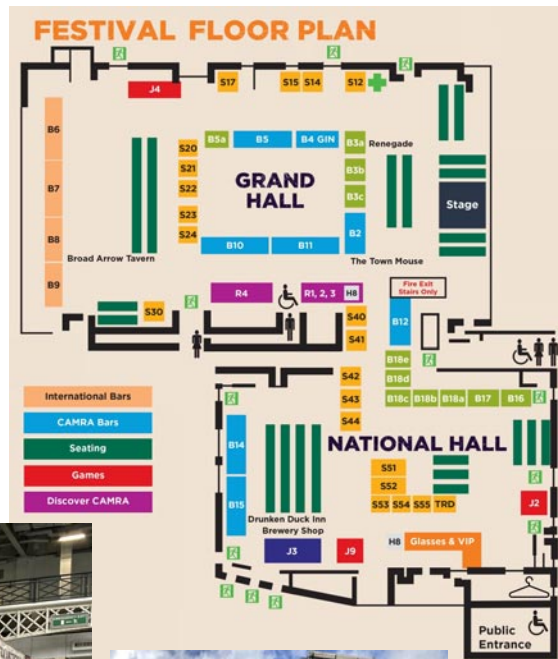 FESTIVAL FLOOR PLAN
J4
S17
S15 S14
S12
B6
B7
B8
B9
S20
S21
S22
S23
S24
B5a
B5
B4 GIN
B3a
Renegade
B3b
B3c
B2
GRAND
HALL
Stage
B10
B11
Broad Arrow Tavern
The Town Mouse
S30
R4
R1, 2, 3
H8
Fire Exit
Stairs Only
S40
S41
B12
B18e
B18d
B18c B18b B18a B17 B16
S42
S43
S44
International Bars
CAMRA Bars
Seating
Games
Discover CAMRA
NATIONAL HALL
B14
B15
S51
S52
S53 S54 S55 TRD
J2
Drunken Duck Inn
Brewery Shop
J3
J9
H8
Glasses & VIP
Public
Entrance